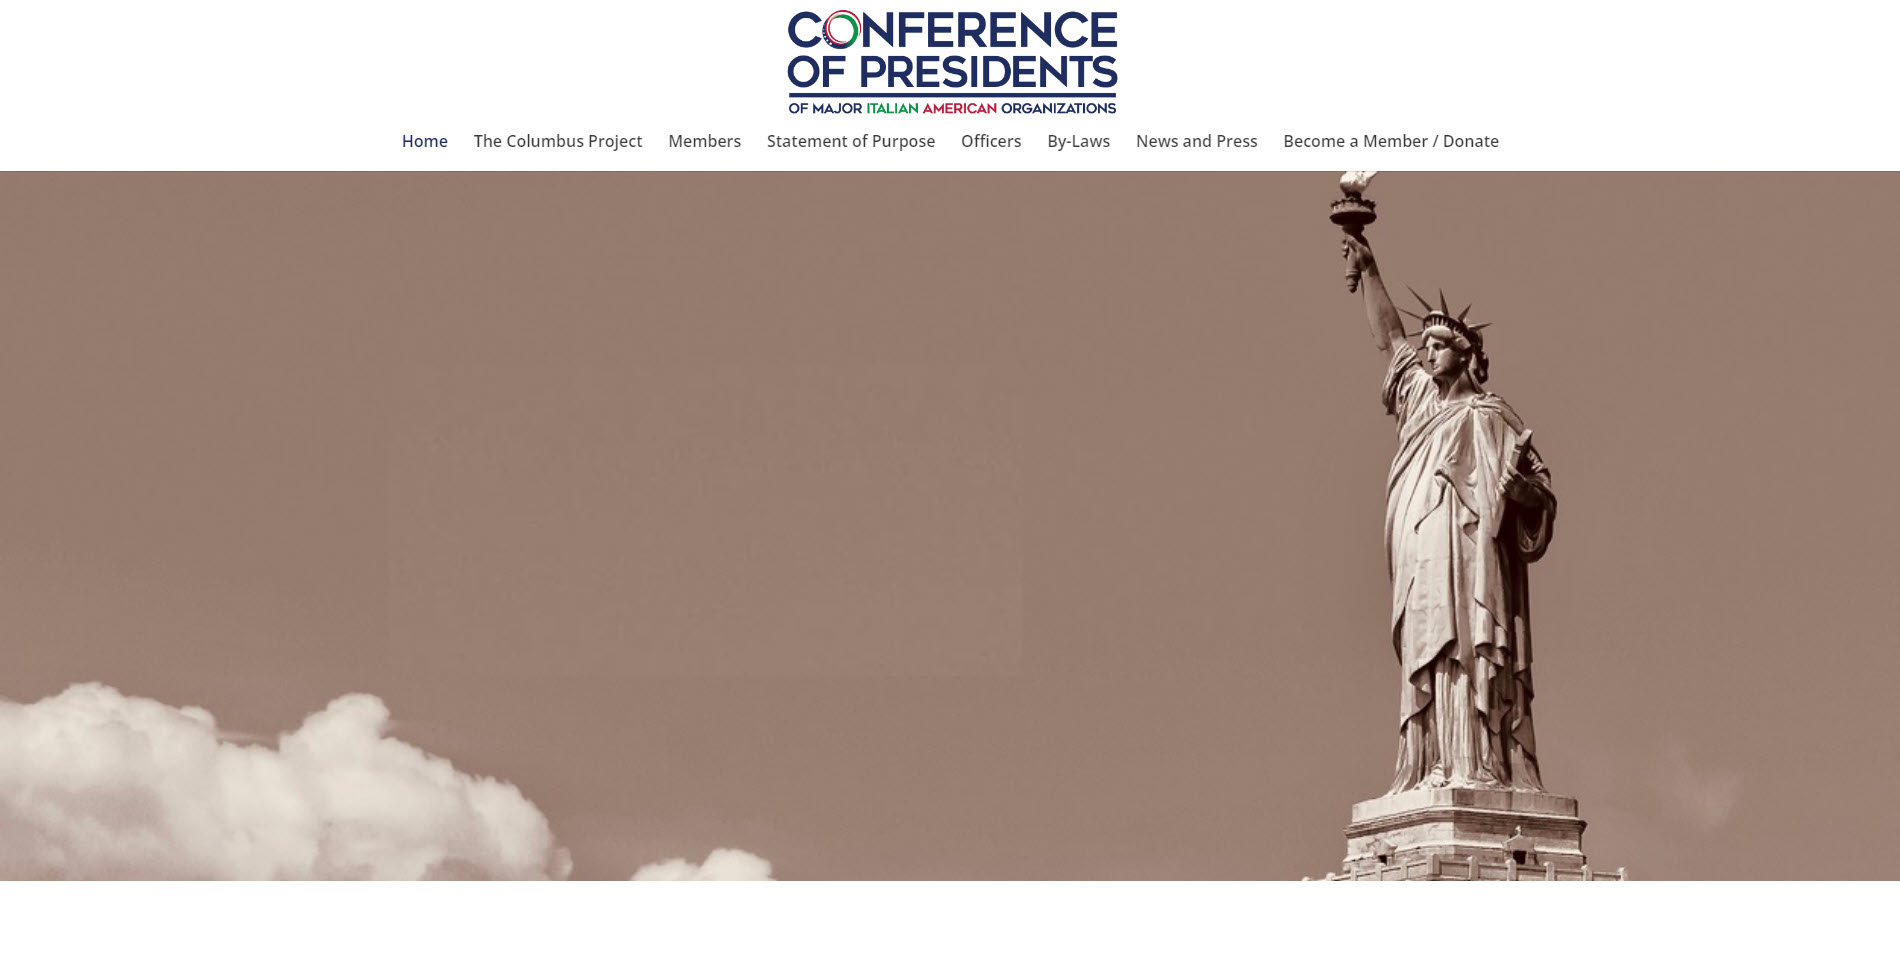 CONFERENCE
OF PRESIDENTS
OF MAJOR ITALIAN AMERICAN ORGANIZATIONS
Home The Columbus Project Members Statement of Purpose Officers By-Laws News and Press Become a Member / Donate